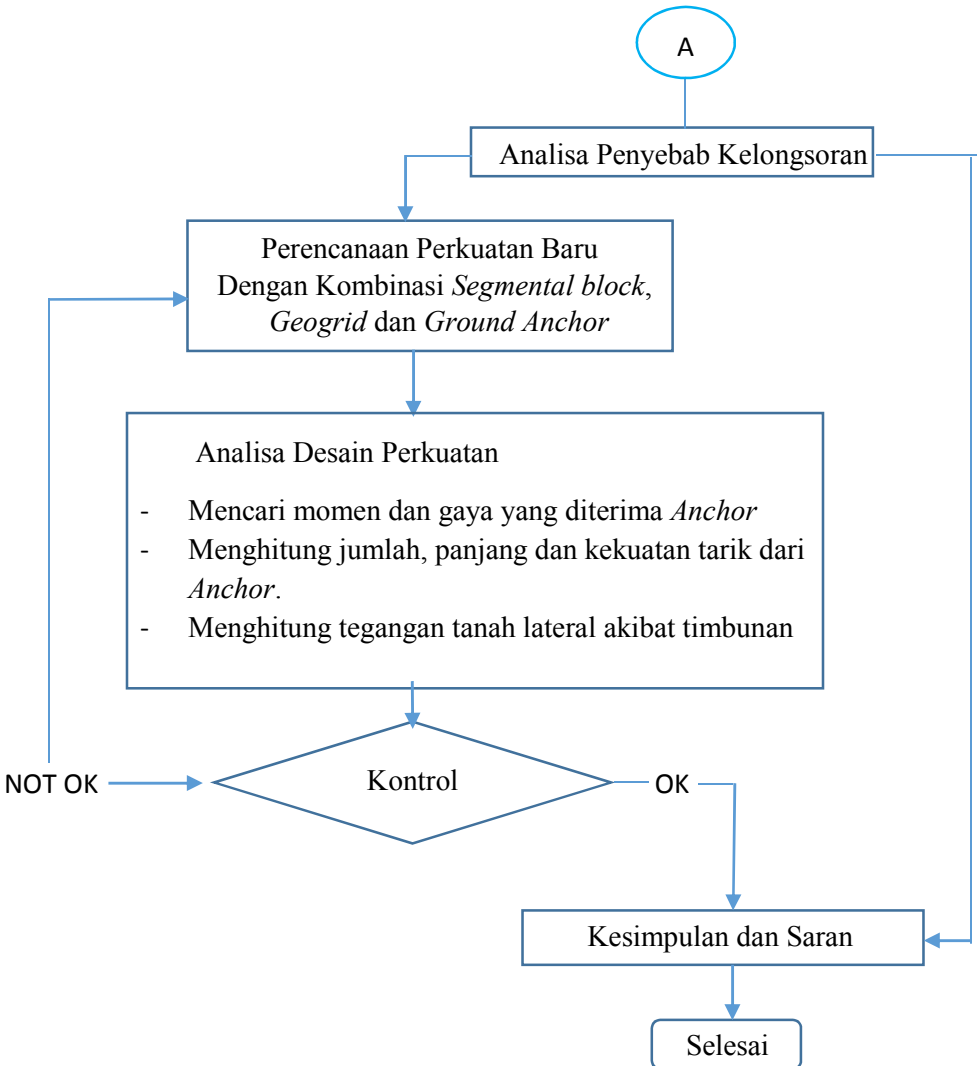 A
Analisa Penyebab Kelongsoran
Perencanaan Perkuatan Baru
Dengan Kombinasi Segmental block,
Geogrid dan Ground Anchor
Analisa Desain Perkuatan
- Mencari momen dan gaya yang diterima Anchor
- Menghitung jumlah, panjang dan kekuatan tarik dari
Anchor.
- Menghitung tegangan tanah lateral akibat timbunan
NOT OK
Kontrol
OK
Kesimpulan dan Saran
Selesai